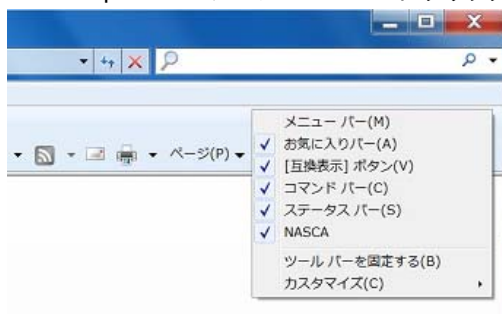 ページ(P)
メニュー バー(M)
お気に入りバー(A)
[互換表示] ボタン(V)
コマンド バー(C)
ステータス バー(S)
NASCA
ツール バーを固定する(B)
カスタマイズ(C)